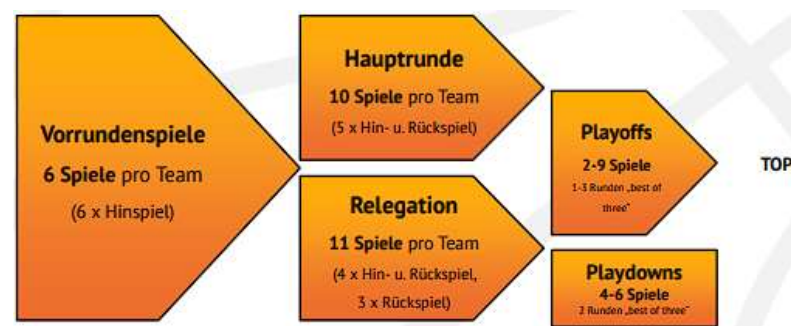 Vorrundenspiele
6 Spiele pro Team
(6 x Hinspiel)
Hauptrunde
10 Spiele pro Team
(5 x Hin- u. Rückspiel)
Relegation
11 Spiele pro Team
(4 x Hin- u. Rückspiel,
3 x Rückspiel)
Playoffs
2-9 Spiele
1-3 Runden „best of
three"
Playdowns
4-6 Spiele
2 Runden „best of three"
TOP